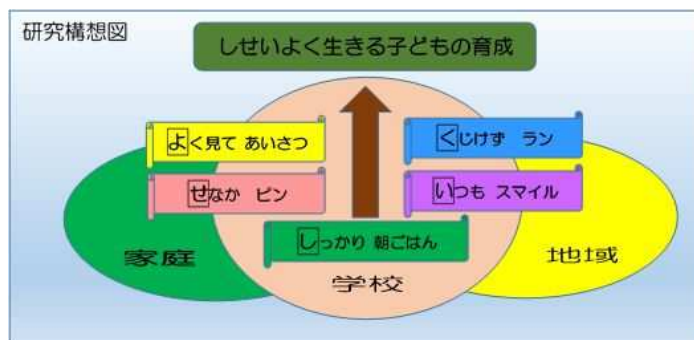 研究構想図
しせいよく生きる子どもの育成
よく見て あいさつ
くじけず ラン
せなか ピン
いつも スマイル
しっかり 朝ごはん
家庭
学校
地域